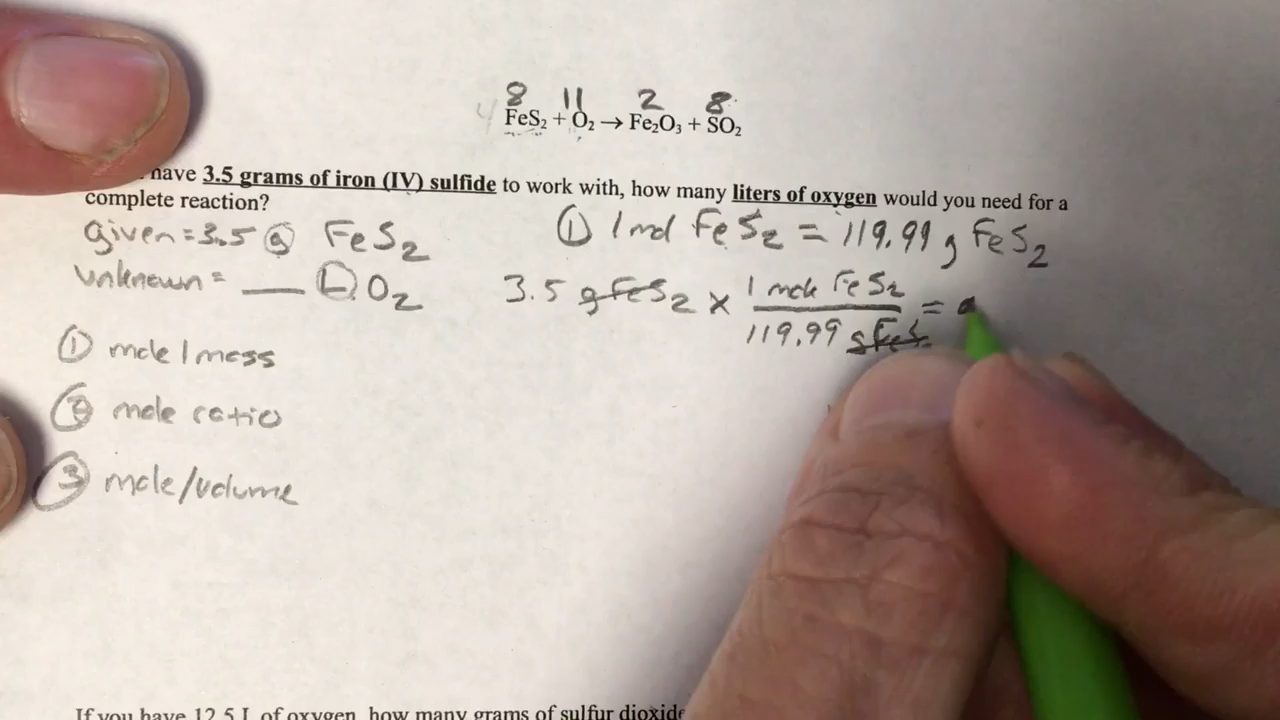 8 11 2 8
4 FeS₂ + O₂ → Fe₂O₃ + SO₂
have 3.5 grams of iron (IV) sulfide to work with, how many liters of oxygen would you need for a
complete reaction?
given = 3.5 g FeS₂
unknown = ___ L O₂
① mole/mass
② mole ratio
③ mole/volume
① 1 mol FeS₂ = 119.99 g FeS₂
3.5 g FeS₂ × 1 mole FeS₂ =
119.99 g FeS
If you have 12.5 L of oxygen, how many grams of sulfur dioxide